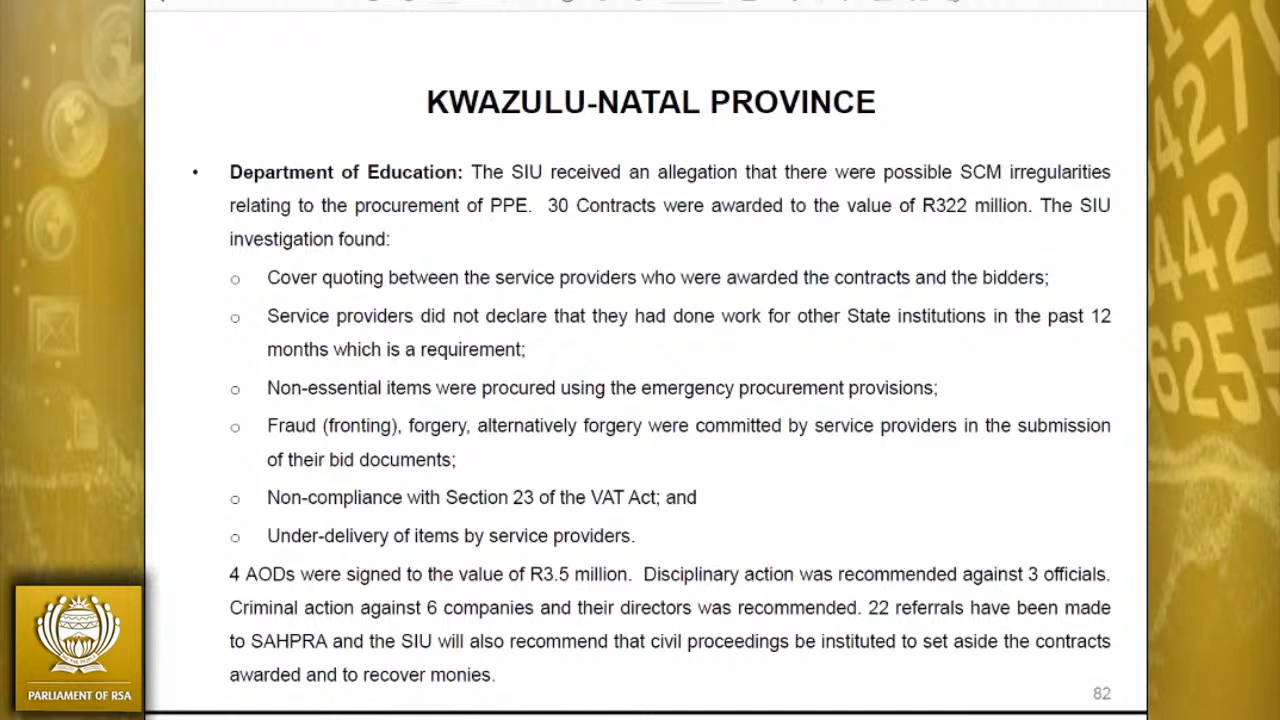 KWAZULU-NATAL PROVINCE
• Department of Education: The SIU received an allegation that there were possible SCM irregularities
relating to the procurement of PPE. 30 Contracts were awarded to the value of R322 million. The SIU
investigation found:
o Cover quoting between the service providers who were awarded the contracts and the bidders;
o Service providers did not declare that they had done work for other State institutions in the past 12
months which is a requirement;
o Non-essential items were procured using the emergency procurement provisions;
o Fraud (fronting), forgery, alternatively forgery were committed by service providers in the submission
of their bid documents;
o Non-compliance with Section 23 of the VAT Act; and
o Under-delivery of items by service providers.
4 AODs were signed to the value of R3.5 million. Disciplinary action was recommended against 3 officials.
Criminal action against 6 companies and their directors was recommended. 22 referrals have been made
to SAHPRA and the SIU will also recommend that civil proceedings be instituted to set aside the contracts
awarded and to recover monies.
82
PARLIAMENT OF RSA
427
442
6255